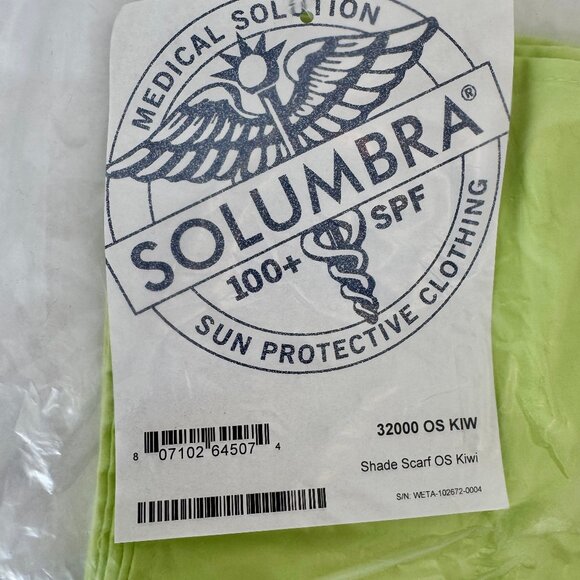 MEDICAL SOLUTION
SOLUMBRA®
100+ SPF
SUN PROTECTIVE CLOTHING
32000 OS KIW
8 07102 64507 4
Shade Scarf OS Kiwi
S/N: WETA-102672-0004